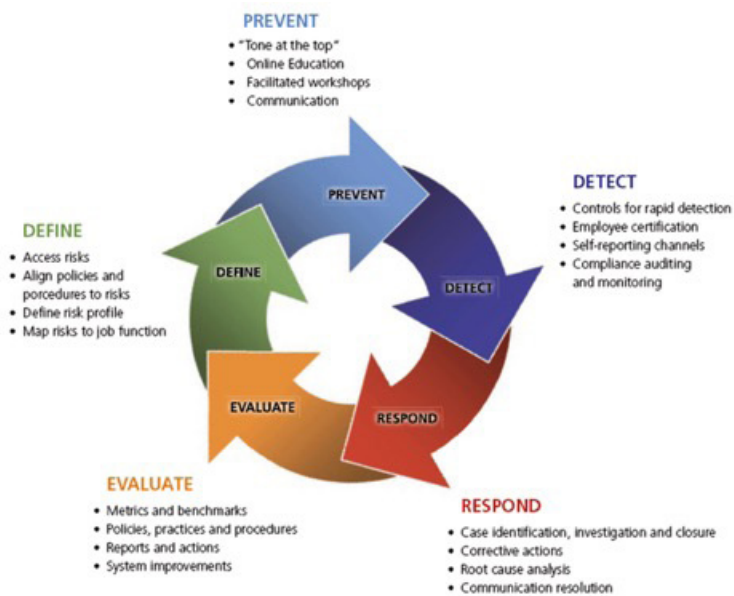 PREVENT
• "Tone at the top"
• Online Education
• Facilitated workshops
• Communication
PREVENT
DETECT
• Controls for rapid detection
• Employee certification
• Self-reporting channels
• Compliance auditing
and monitoring
DEFINE
• Access risks
• Align policies and
porcedures to risks
• Define risk profile
• Map risks to job function
DEFINE
DETECT
EVALUATE
RESPOND
EVALUATE
• Metrics and benchmarks
• Policies, practices and procedures
• Reports and actions
• System improvements
RESPOND
• Case identification, investigation and closure
• Corrective actions
• Root cause analysis
• Communication resolution